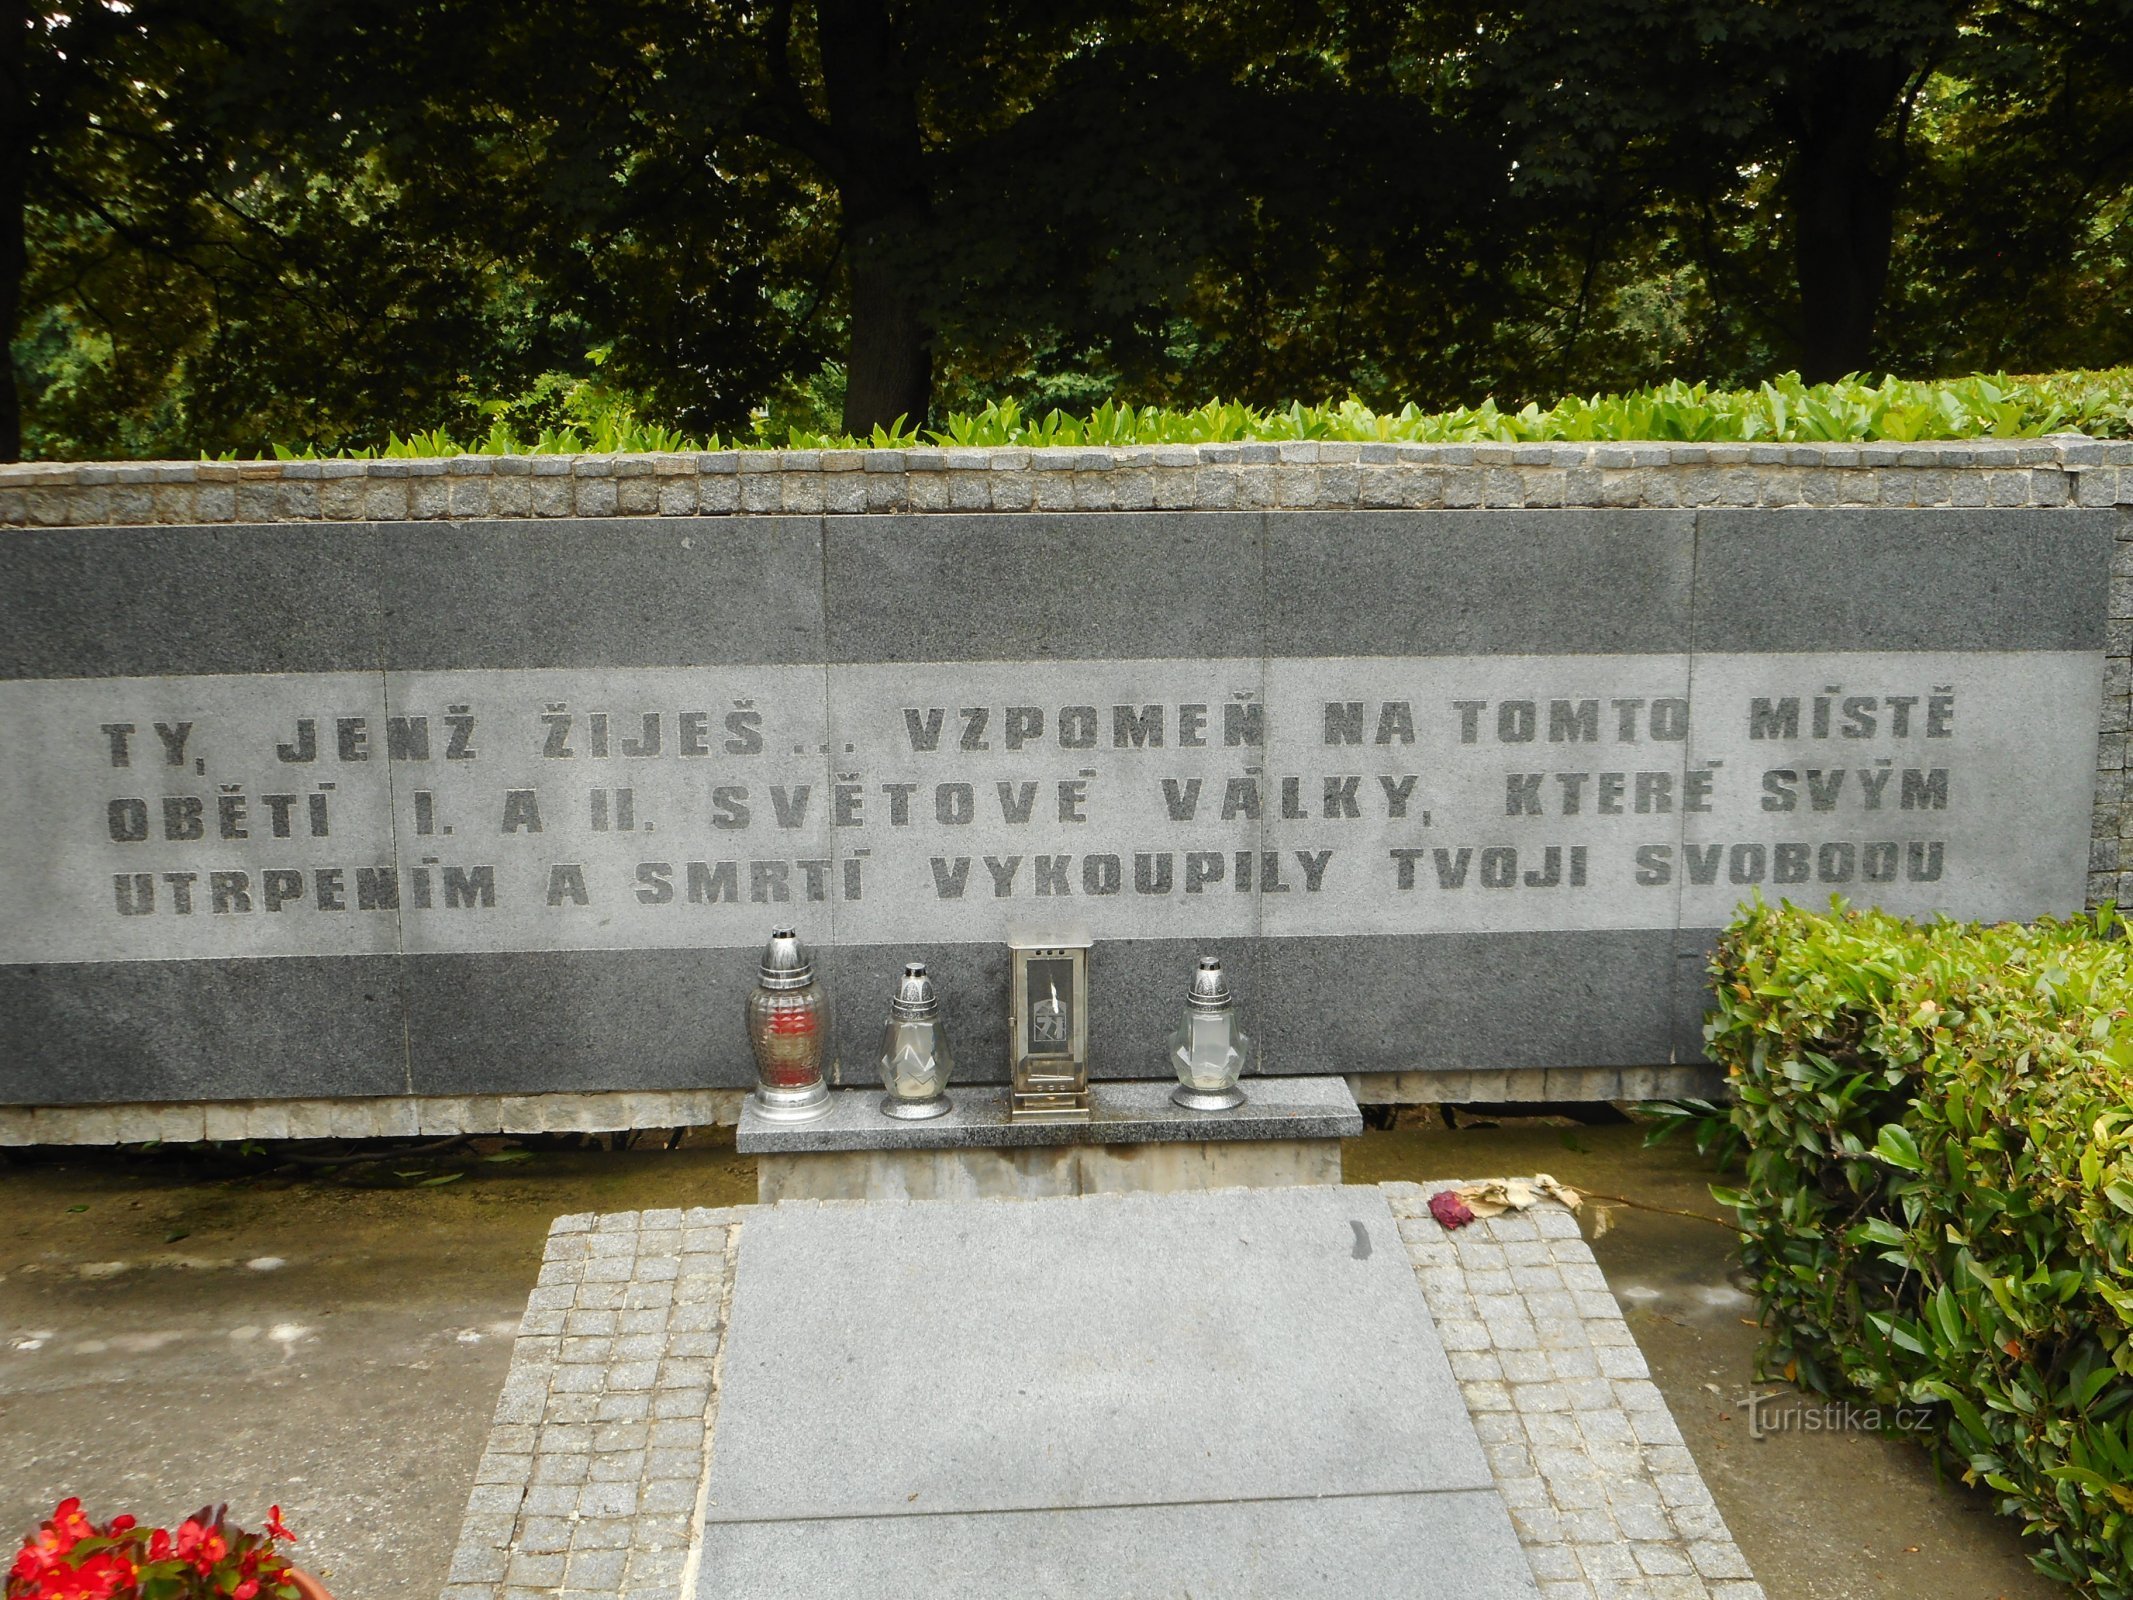 TY, JENŽ ŽIJEŠ... VZPOMEŇ NA TOMTO MÍSTĚ
OBĚTÍ I. A II. SVĚTOVÉ VÁLKY, KTERÉ SVÝM
UTRPENÍM A SMRTÍ VYKOUPILY TVOJI SVOBODU
Turistika.cz